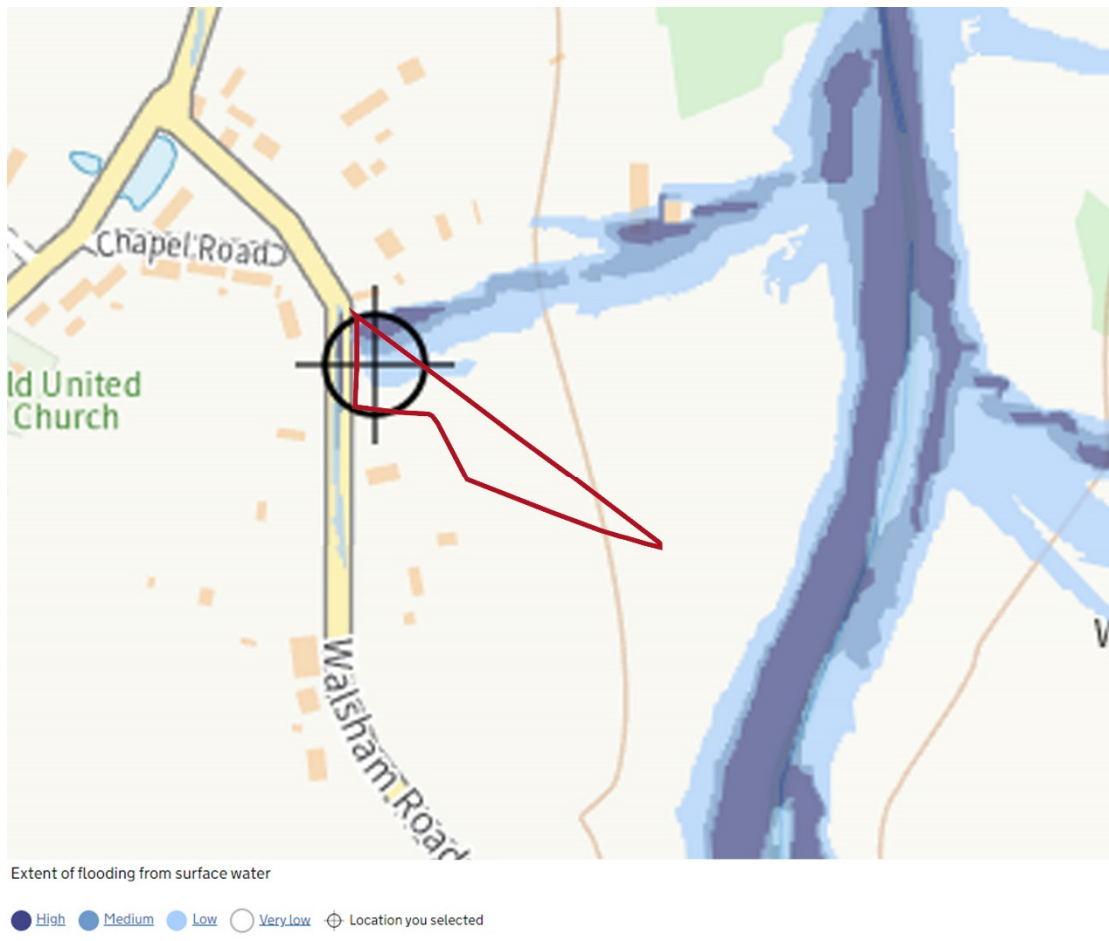 Chapel Road
ld United
Church
Walsham Road
W
Extent of flooding from surface water
High Medium Low Very low Location you selected